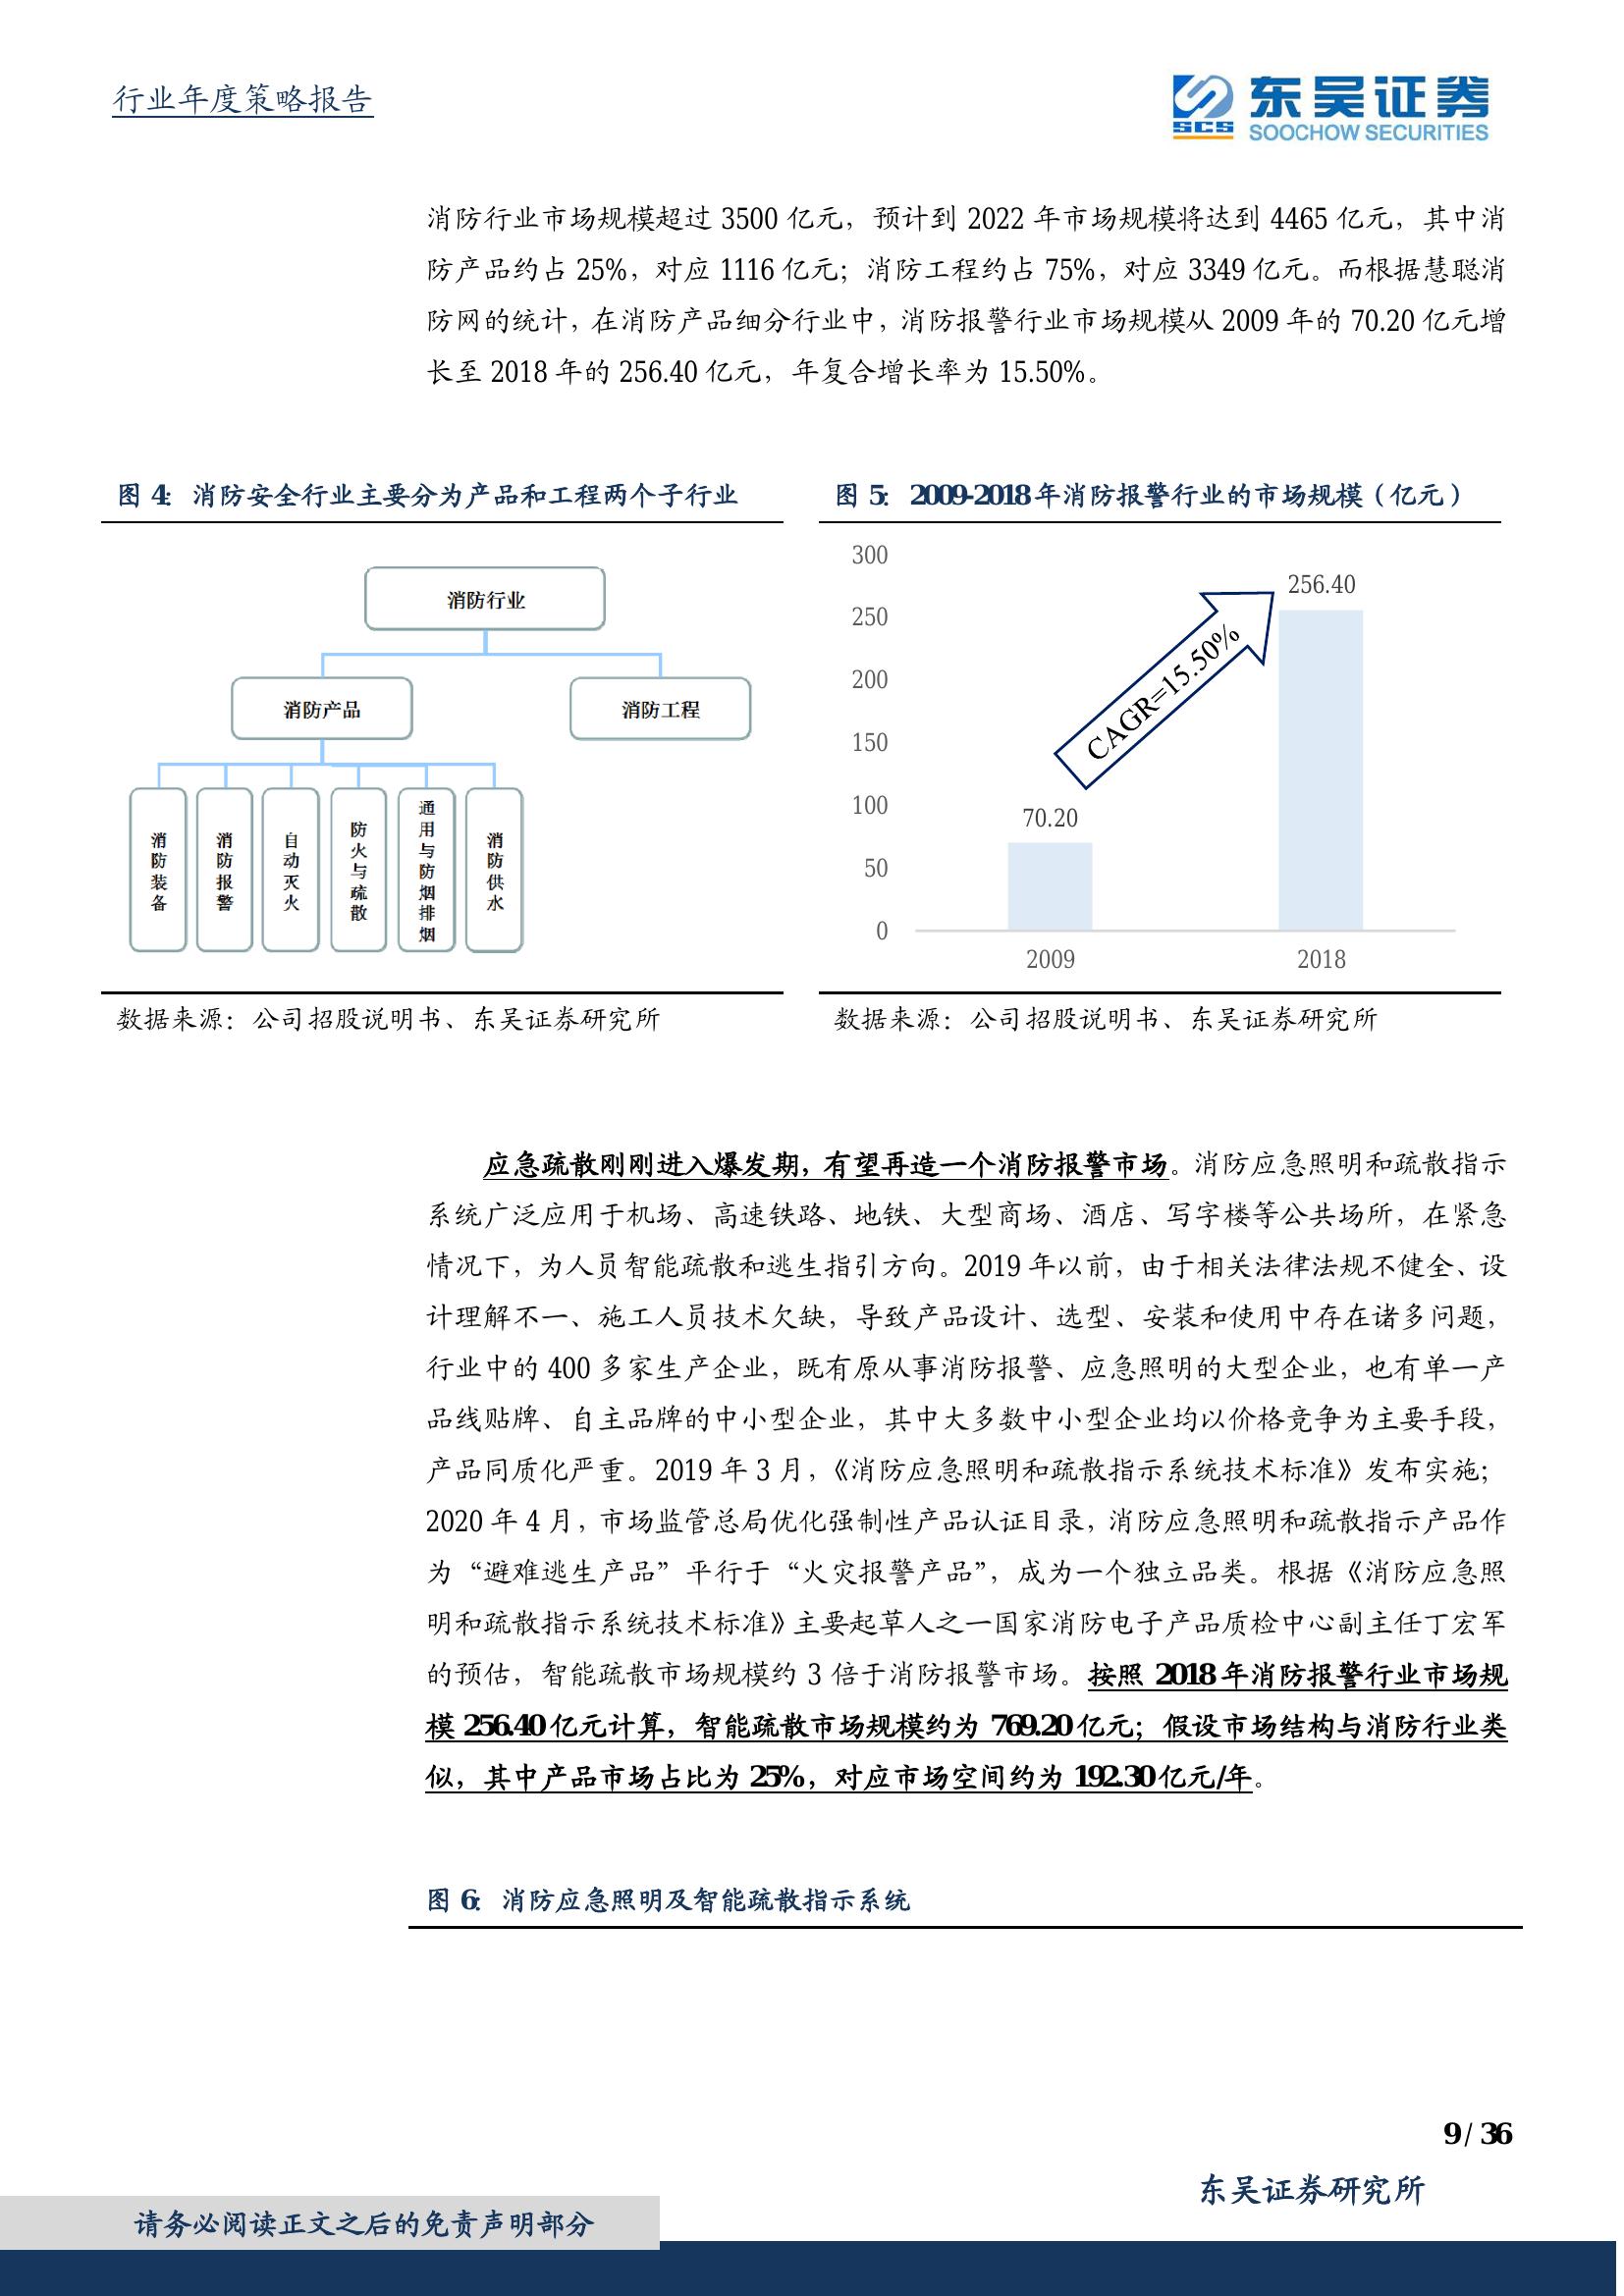 行业年度策略报告
SCS
东吴证券
SOOCHOW SECURITIES
消防行业市场规模超过 3500 亿元，预计到 2022 年市场规模将达到 4465 亿元，其中消
防产品约占 25%，对应 1116 亿元；消防工程约占 75%，对应 3349 亿元。而根据慧聪消
防网的统计，在消防产品细分行业中，消防报警行业市场规模从 2009 年的 70.20 亿元增
长至 2018 年的 256.40 亿元，年复合增长率为 15.50%。
图 4：消防安全行业主要分为产品和工程两个子行业
消防行业
消防产品
消防工程
消防装备
消防报警
自动灭火
防火与疏散
通用与防烟排烟
消防供水
数据来源：公司招股说明书、东吴证券研究所
图 5：2009-2018 年消防报警行业的市场规模（亿元）
300
250
200
150
100
50
0
70.20
CAGR=15.50%
256.40
2009
2018
数据来源：公司招股说明书、东吴证券研究所
应急疏散刚刚进入爆发期，有望再造一个消防报警市场。消防应急照明和疏散指示
系统广泛应用于机场、高速铁路、地铁、大型商场、酒店、写字楼等公共场所，在紧急
情况下，为人员智能疏散和逃生指引方向。2019 年以前，由于相关法律法规不健全、设
计理解不一、施工人员技术欠缺，导致产品设计、选型、安装和使用中存在诸多问题，
行业中的 400 多家生产企业，既有原从事消防报警、应急照明的大型企业，也有单一产
品线贴牌、自主品牌的中小型企业，其中大多数中小型企业均以价格竞争为主要手段，
产品同质化严重。2019 年 3 月，《消防应急照明和疏散指示系统技术标准》发布实施；
2020 年 4 月，市场监管总局优化强制性产品认证目录，消防应急照明和疏散指示产品作
为“避难逃生产品”平行于“火灾报警产品”，成为一个独立品类。根据《消防应急照
明和疏散指示系统技术标准》主要起草人之一国家消防电子产品质检中心副主任丁宏军
的预估，智能疏散市场规模约 3 倍于消防报警市场。按照 2018 年消防报警行业市场规
模 256.40 亿元计算，智能疏散市场规模约为 769.20 亿元；假设市场结构与消防行业类
似，其中产品市场占比为 25%，对应市场空间约为 192.30 亿元/年。
图 6：消防应急照明及智能疏散指示系统
9 / 36
东吴证券研究所
请务必阅读正文之后的免责声明部分